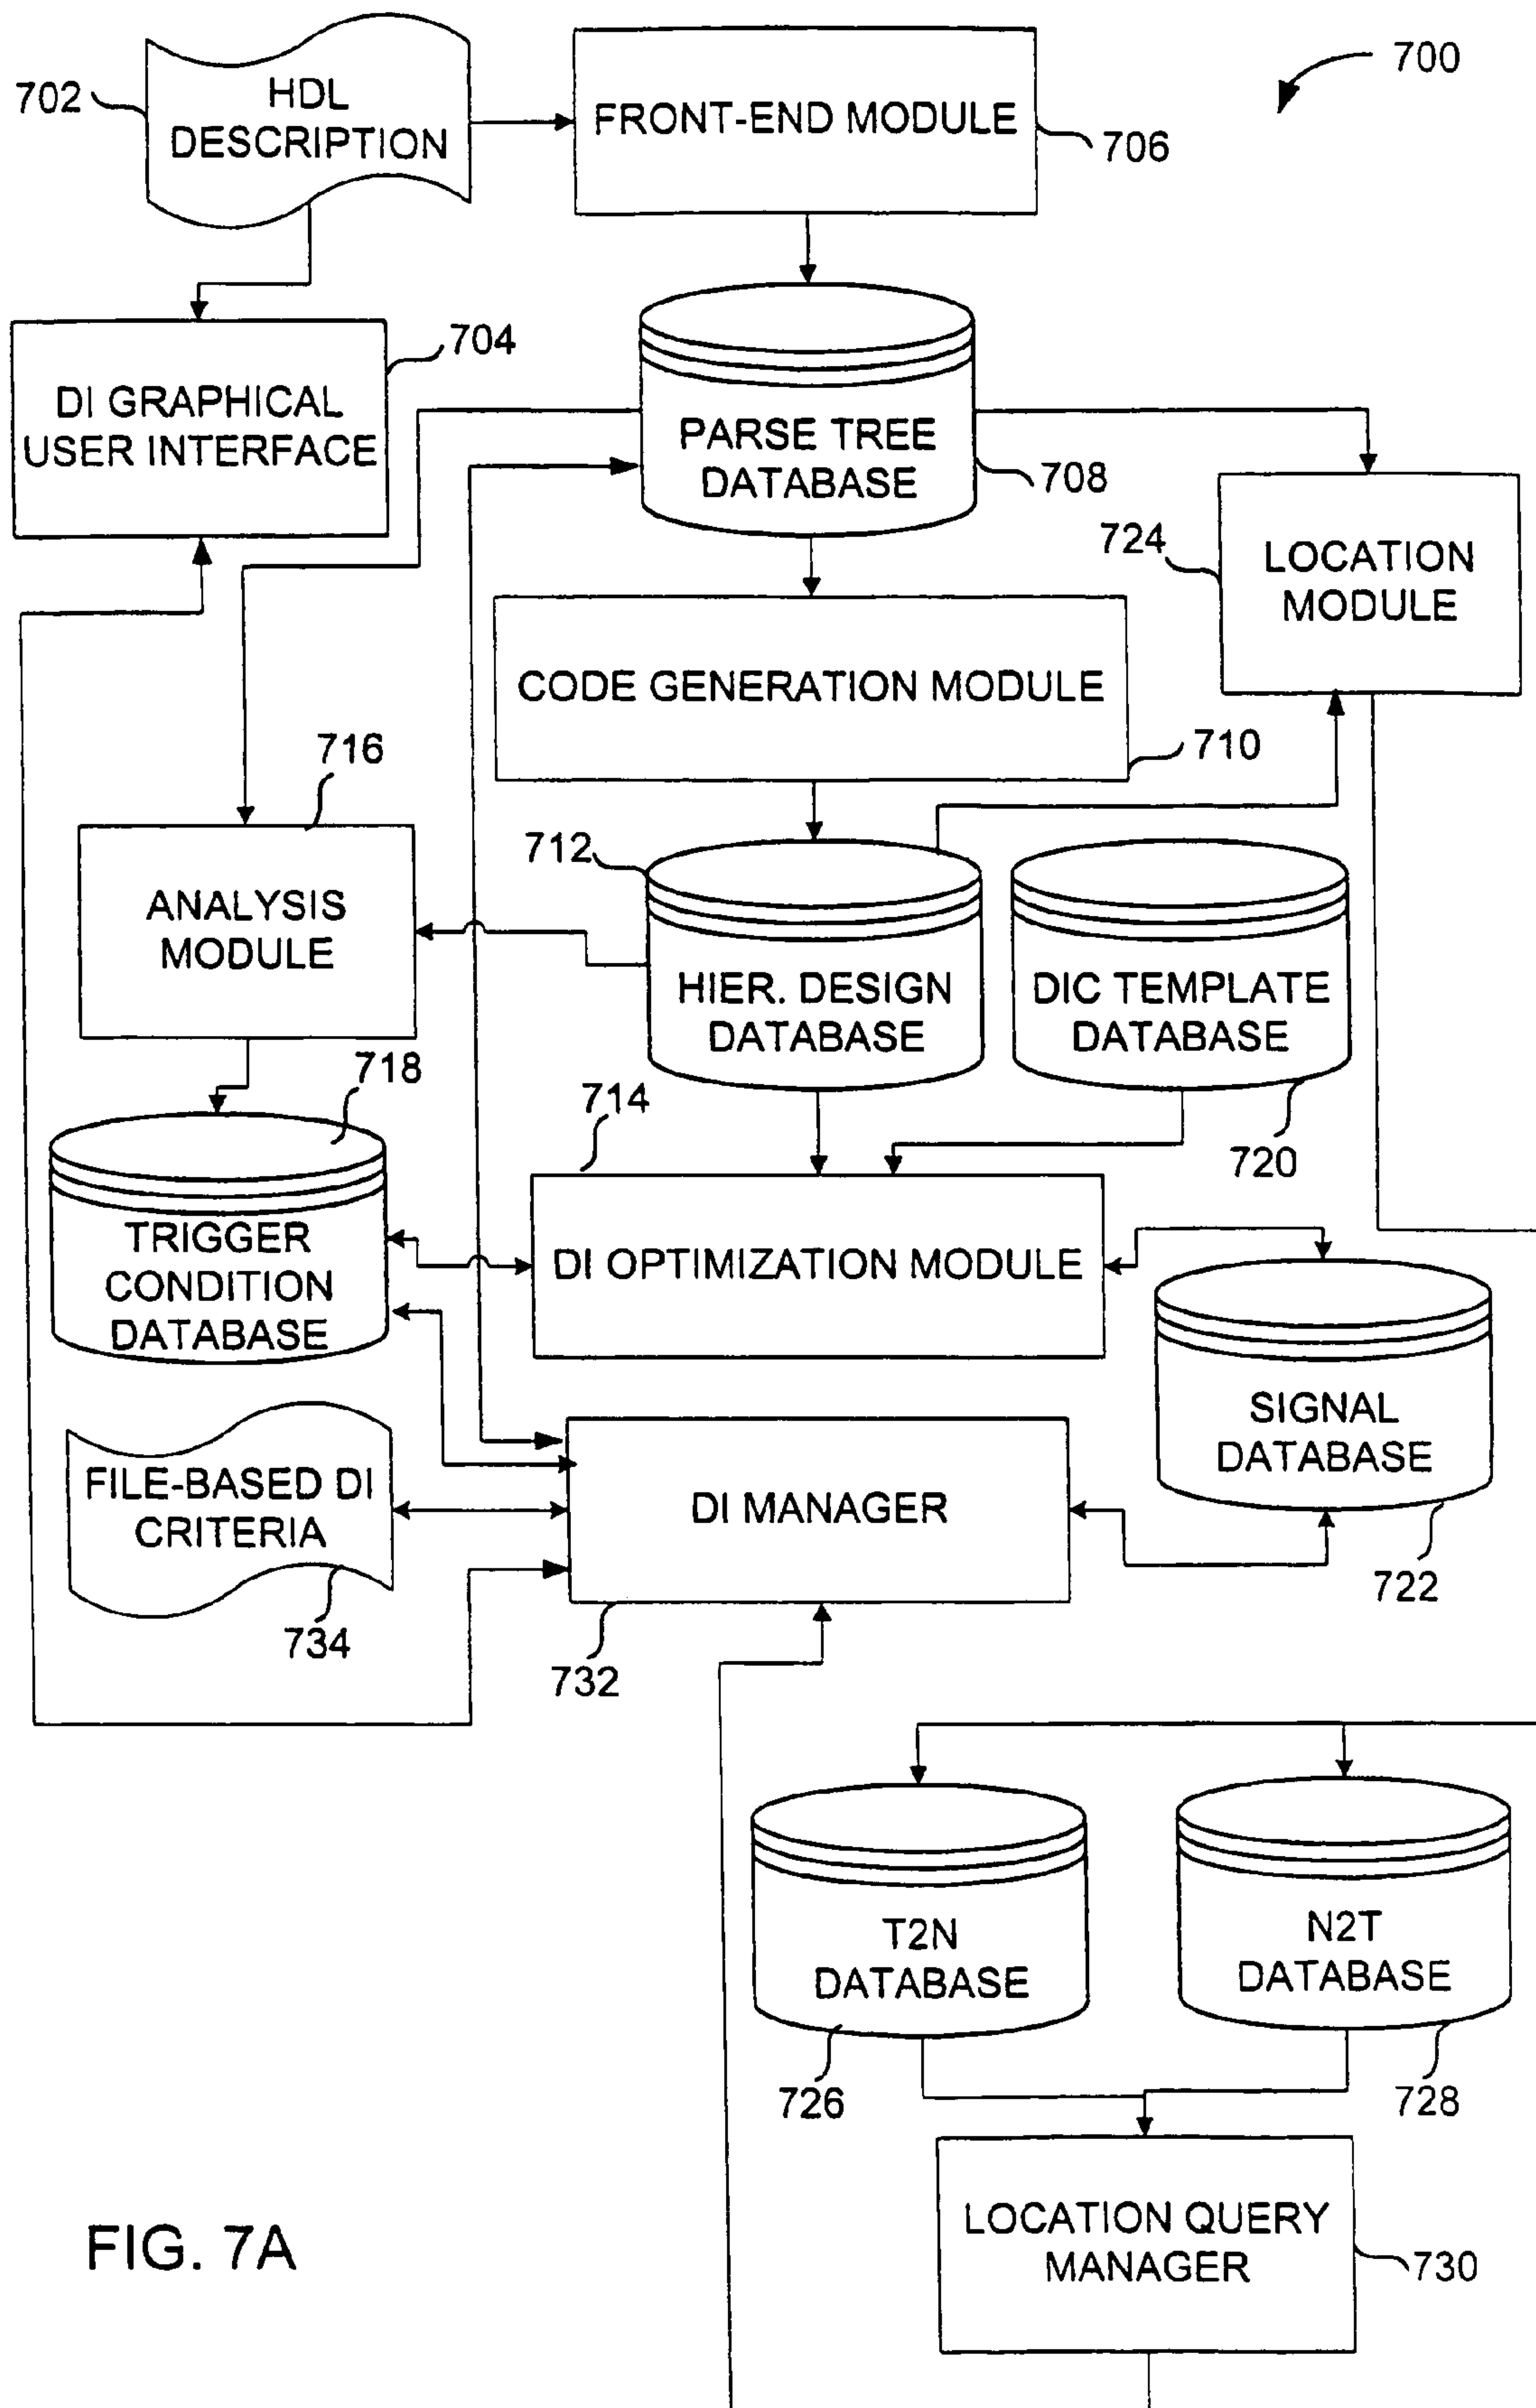 700
702
HDL
DESCRIPTION
FRONT-END MODULE
706
704
DI GRAPHICAL
USER INTERFACE
PARSE TREE
DATABASE
708
724
LOCATION
MODULE
CODE GENERATION MODULE
710
716
ANALYSIS
MODULE
712
HIER. DESIGN
DATABASE
DIC TEMPLATE
DATABASE
720
718
TRIGGER
CONDITION
DATABASE
714
DI OPTIMIZATION MODULE
SIGNAL
DATABASE
722
FILE-BASED DI
CRITERIA
734
DI MANAGER
732
T2N
DATABASE
726
N2T
DATABASE
728
LOCATION QUERY
MANAGER
730
FIG. 7A